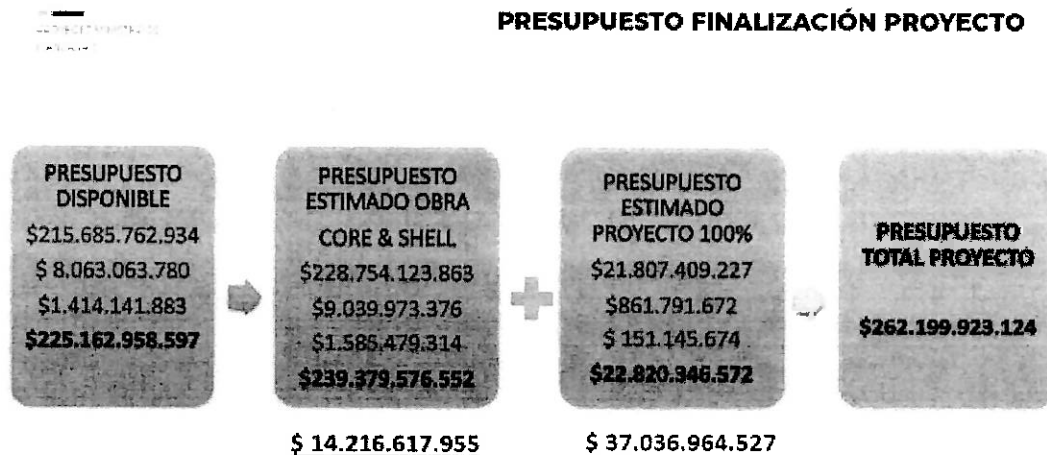 PRESUPUESTO FINALIZACIÓN PROYECTO
PRESUPUESTO
DISPONIBLE
$215.685.762.934
$ 8.063.063.780
$1.414.141.883
$225.162.958.597
PRESUPUESTO
ESTIMADO OBRA
CORE & SHELL
$228.754.123.863
$9.039.973.376
$1.585.479.314
$239.379.576.552
PRESUPUESTO
ESTIMADO
PROYECTO 100%
$21.807.409.227
$861.791.672
$ 151.145.674
$22.820.346.572
PRESUPUESTO
TOTAL PROYECTO
$262.199.923.124
$ 14.216.617.955
$ 37.036.964.527